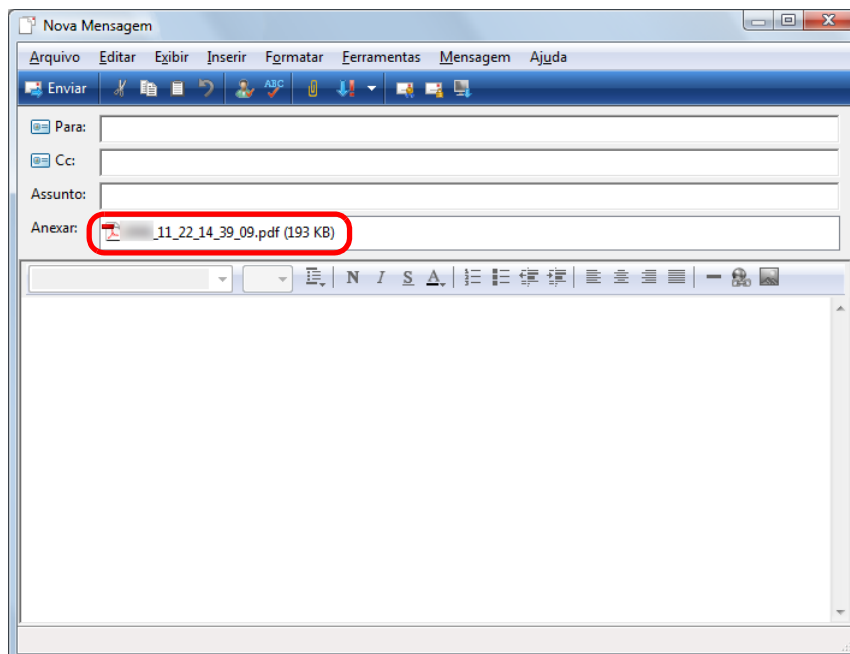 Nova Mensagem
Arquivo Editar Exibir Inserir Formatar Ferramentas Mensagem Ajuda
Enviar ABC
Para:
Cc:
Assunto:
Anexar: _11_22_14_39_09.pdf (193 KB)
N I S A